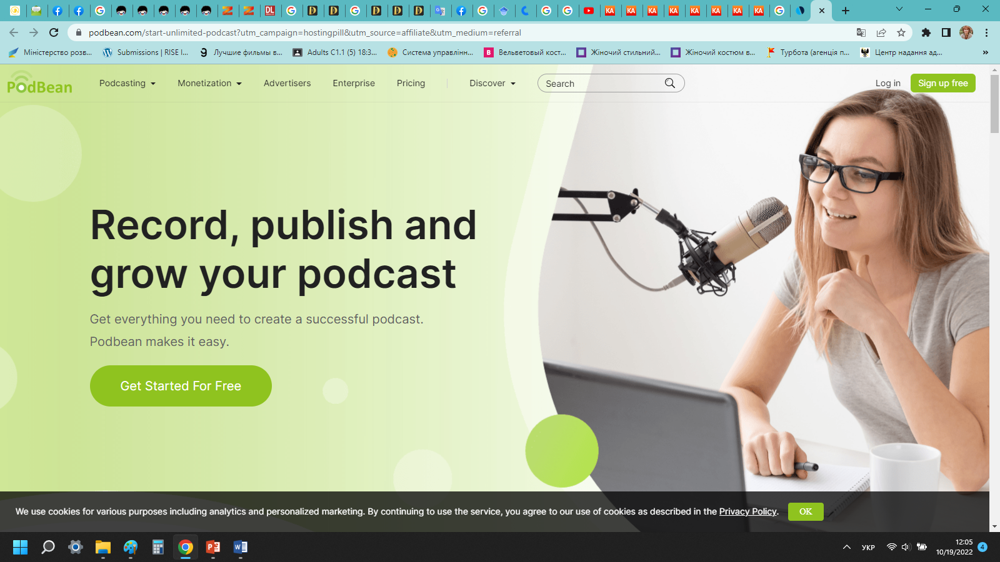 podbean.com/start-unlimited-podcast?utm_campaign=hostingpill&utm_source=affiliate&utm_medium=referral
Міністерство розв...
Submissions | RISE I...
Лучшие фильмы в...
Adults C1.1 (5) 18:3...
Система управлінн...
Вельветовый кост...
Жіночий стильний...
Жіночий костюм в...
Турбота (агенція п...
Центр надання ад...
PodBean
Podcasting
Monetization
Advertisers
Enterprise
Pricing
Discover
Search
Log in
Sign up free
Record, publish and
grow your podcast
Get everything you need to create a successful podcast.
Podbean makes it easy.
Get Started For Free
We use cookies for various purposes including analytics and personalized marketing. By continuing to use the service, you agree to our use of cookies as described in the Privacy Policy.
OK
УКР
12:05
10/19/2022
4